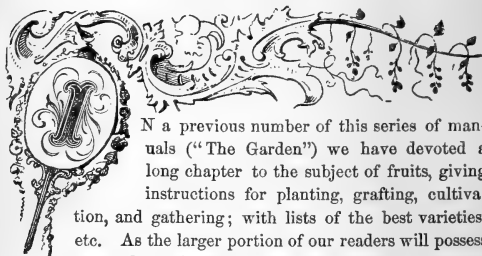 IN a previous number of this series of man-
uals (“The Garden”) we have devoted a
long chapter to the subject of fruits, giving
instructions for planting, grafting, cultiva-
tion, and gathering; with lists of the best varieties,
etc. As the larger portion of our readers will possess